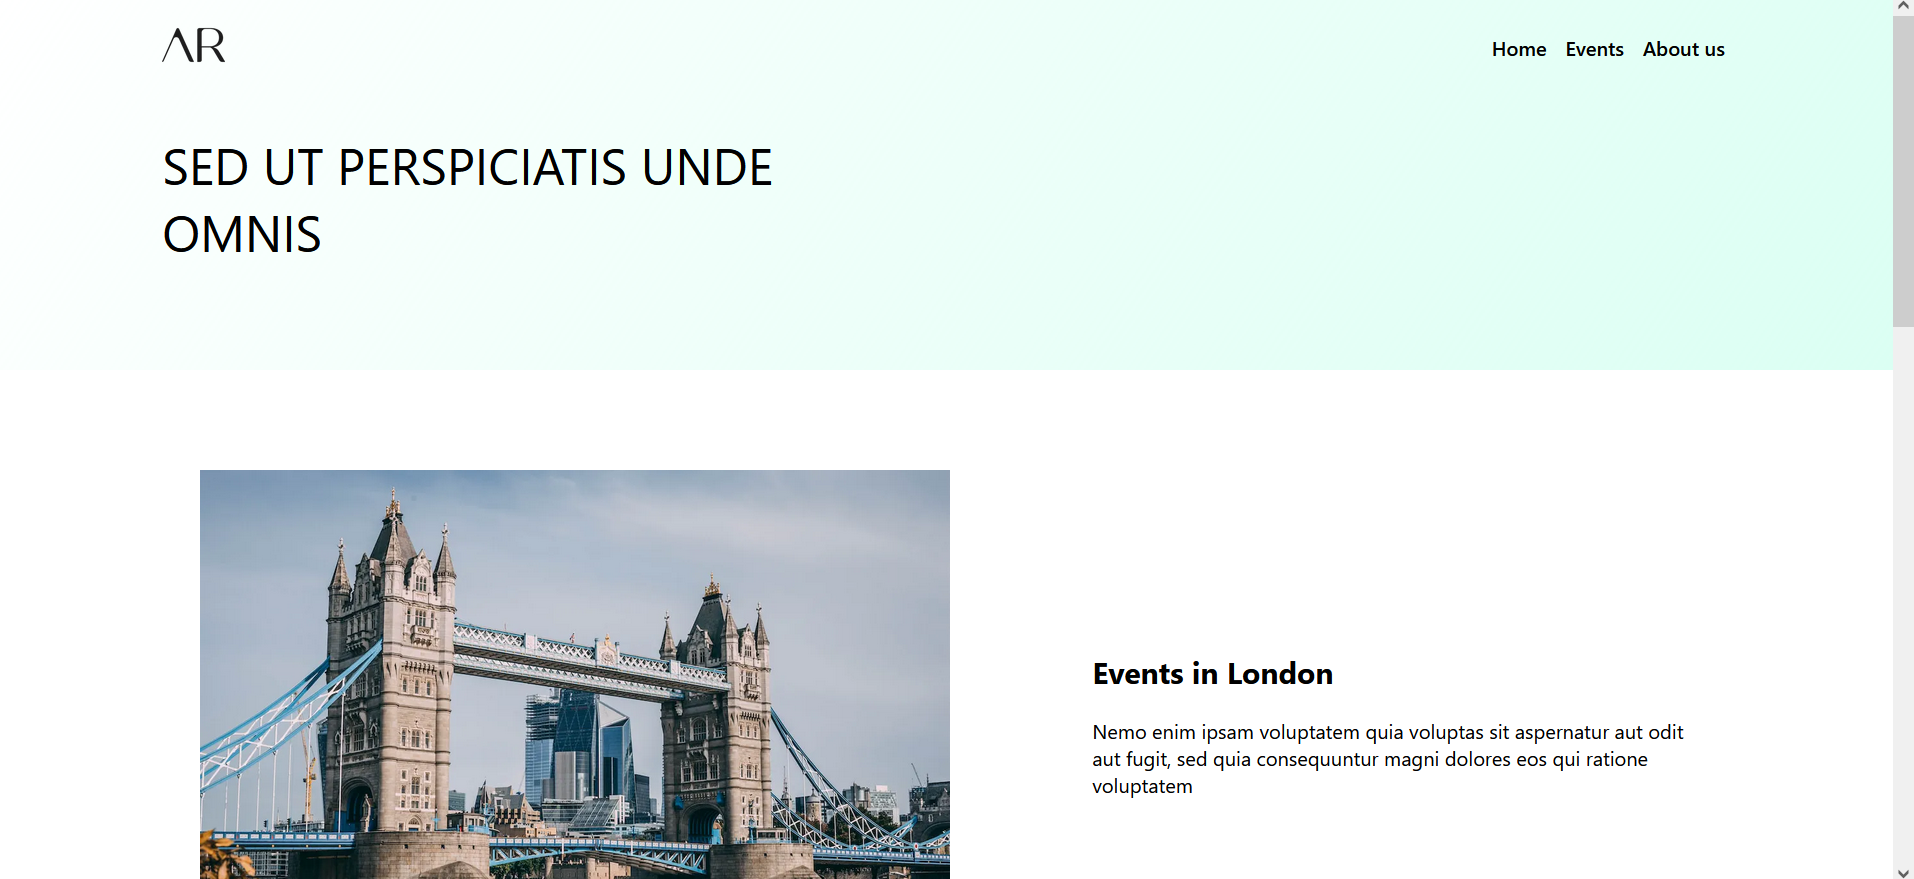 AR
Home Events About us
SED UT PERSPICIATIS UNDE
OMNIS
Events in London
Nemo enim ipsam voluptatem quia voluptas sit aspernatur aut odit
aut fugit, sed quia consequuntur magni dolores eos qui ratione
voluptatem